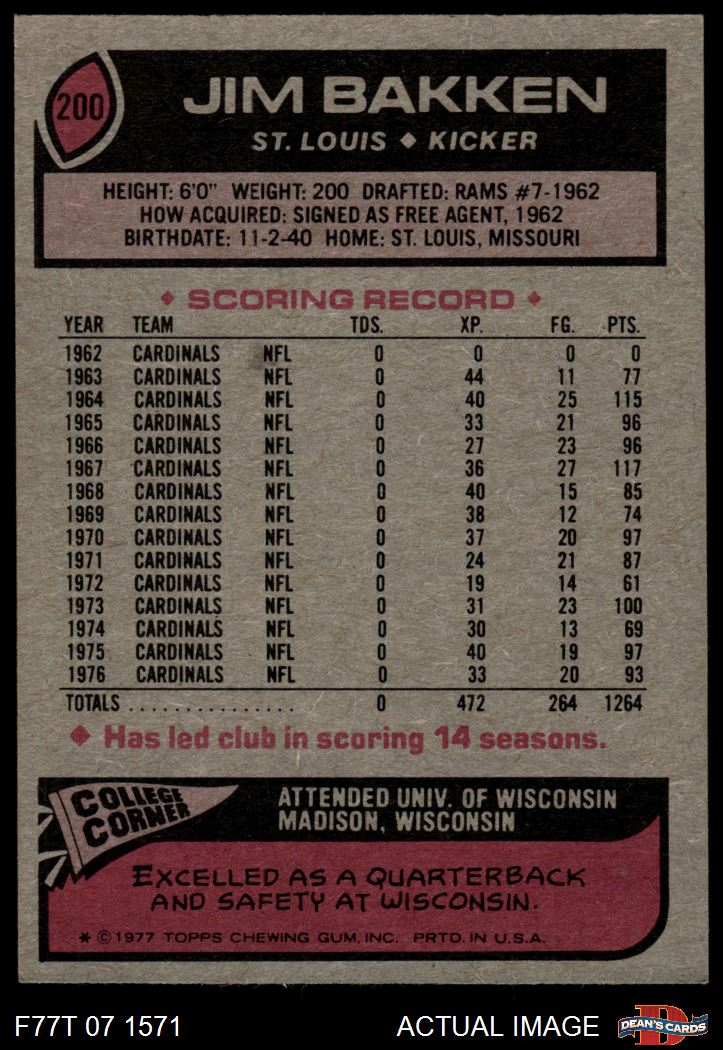 200
JIM BAKKEN
ST. LOUIS ◆ KICKER
HEIGHT: 6'0" WEIGHT: 200 DRAFTED: RAMS #7-1962
HOW ACQUIRED: SIGNED AS FREE AGENT, 1962
BIRTHDATE: 11-2-40 HOME: ST. LOUIS, MISSOURI
◆ SCORING RECORD ◆
YEAR TEAM TDS. XP. FG. PTS.
1962 CARDINALS NFL 0 0 0 0
1963 CARDINALS NFL 0 44 11 77
1964 CARDINALS NFL 0 40 25 115
1965 CARDINALS NFL 0 33 21 96
1966 CARDINALS NFL 0 27 23 96
1967 CARDINALS NFL 0 36 27 117
1968 CARDINALS NFL 0 40 15 85
1969 CARDINALS NFL 0 38 12 74
1970 CARDINALS NFL 0 37 20 97
1971 CARDINALS NFL 0 24 21 87
1972 CARDINALS NFL 0 19 14 61
1973 CARDINALS NFL 0 31 23 100
1974 CARDINALS NFL 0 30 13 69
1975 CARDINALS NFL 0 40 19 97
1976 CARDINALS NFL 0 33 20 93
TOTALS . . . . . . . . . . . . . . . 0 472 264 1264
◆ Has led club in scoring 14 seasons.
COLLEGE
CORNER
ATTENDED UNIV. OF WISCONSIN
MADISON, WISCONSIN
EXCELLED AS A QUARTERBACK
AND SAFETY AT WISCONSIN.
* © 1977 TOPPS CHEWING GUM, INC. PRTD. IN U.S.A.
F77T 07 1571 ACTUAL IMAGE
D
DEAN'S CARDS